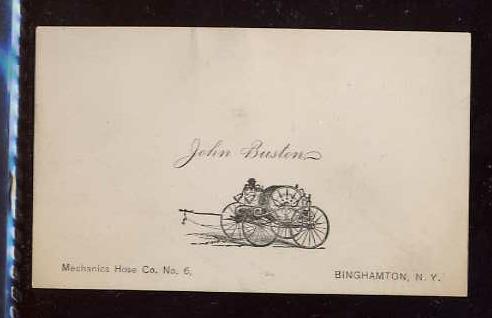 John Buston
Mechanics Hose Co. No. 6,
BINGHAMTON, N. Y.